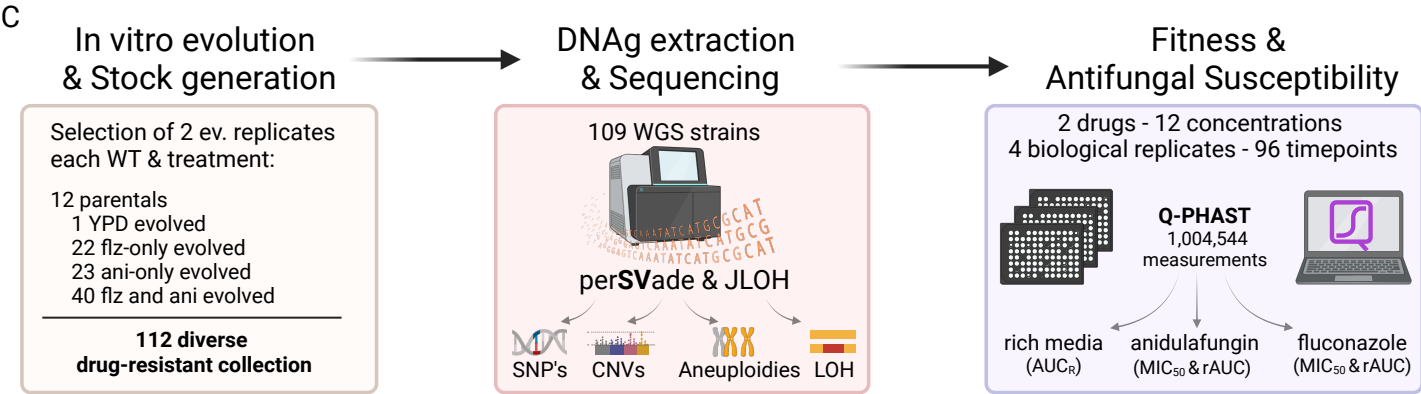 C
In vitro evolution
& Stock generation
Selection of 2 ev. replicates
each WT & treatment:
12 parentals
1 YPD evolved
22 flz-only evolved
23 ani-only evolved
40 flz and ani evolved
112 diverse
drug-resistant collection
DNAg extraction
& Sequencing
109 WGS strains
perSVade & JLOH
SNP's
CNVs
Aneuploidies
LOH
Fitness &
Antifungal Susceptibility
2 drugs - 12 concentrations
4 biological replicates - 96 timepoints
Q-PHAST
1,004,544
measurements
rich media
(AUCR)
anidulafungin
(MIC50 & rAUC)
fluconazole
(MIC50 & rAUC)